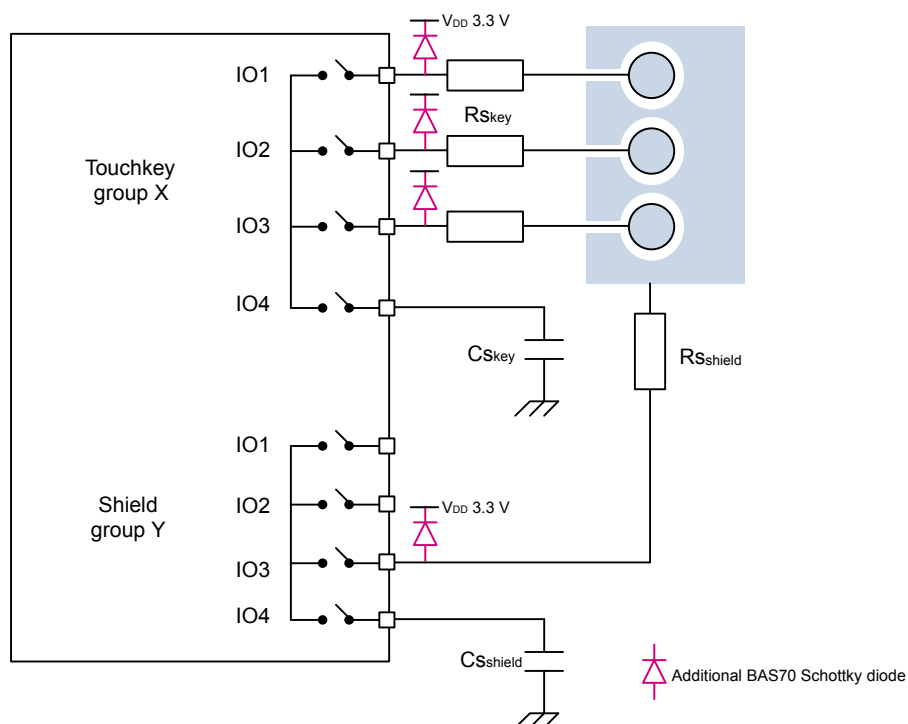 VDD 3.3 V
IO1
Rskey
IO2
Touchkey
group X
IO3
IO4
Cskey
Rsshield
IO1
Shield
group Y
IO2
VDD 3.3 V
IO3
IO4
Csshield
Additional BAS70 Schottky diode